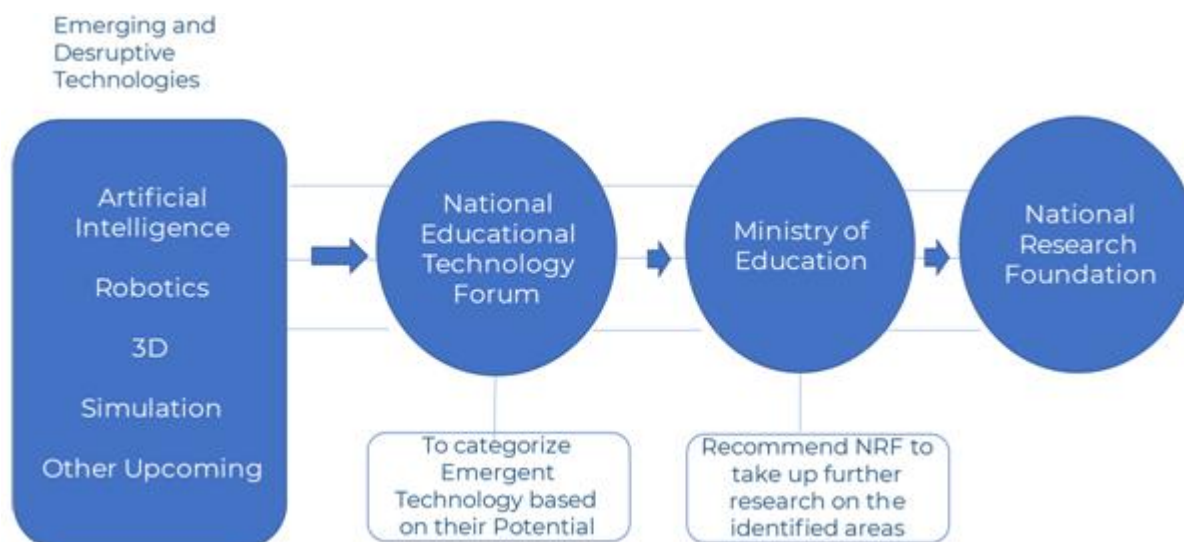 Emerging and
Desruptive
Technologies
Artificial
Intelligence
Robotics
3D
Simulation
Other Upcoming
National
Educational
Technology
Forum
Ministry of
Education
National
Research
Foundation
To categorize
Emergent
Technology based
on their Potential
Recommend NRF to
take up further
research on the
identified areas